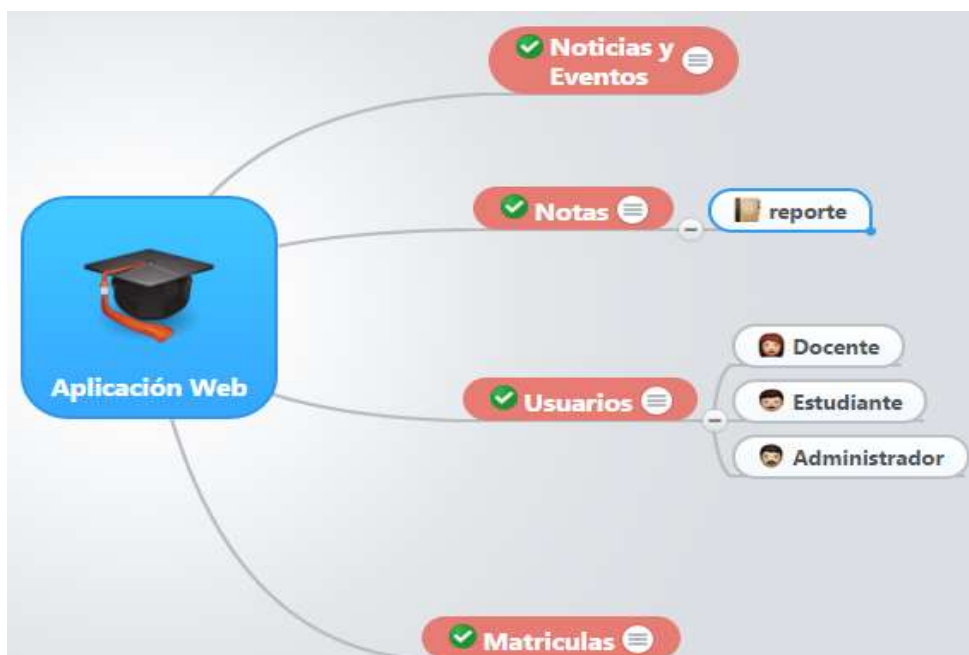 Noticias y
Eventos
Notas
reporte
Aplicación Web
Usuarios
Docente
Estudiante
Administrador
Matriculas